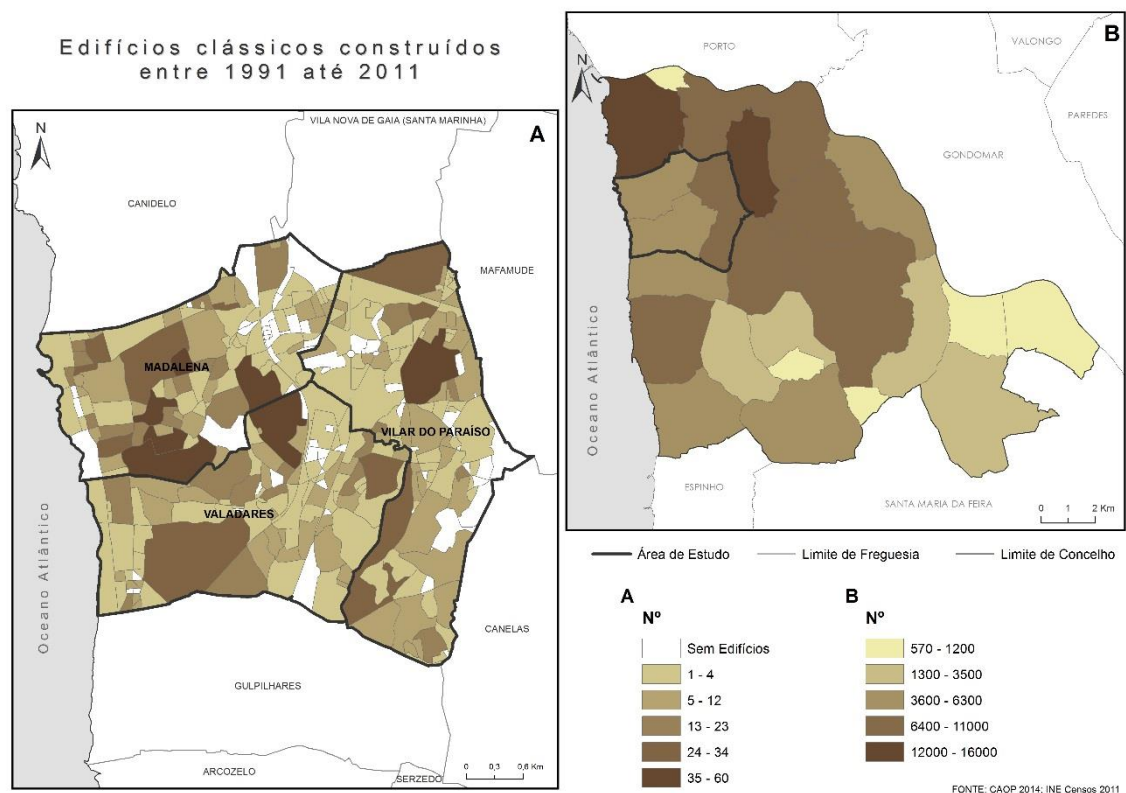 Edifícios clássicos construídos
entre 1991 até 2011
A
N
VILA NOVA DE GAIA (SANTA MARINHA)
CANIDELO
MAFAMUDE
MADALENA
VILAR DO PARAÍSO
VALADARES
Oceano Atlântico
CANELAS
GULPILHARES
ARCOZELO
SERZEDO
0 0,3 0,6 Km
B
N
PORTO
VALONGO
PAREDES
GONDOMAR
Oceano Atlântico
ESPINHO
SANTA MARIA DA FEIRA
0 1 2 Km
Área de Estudo Limite de Freguesia Limite de Concelho
A
Nº
Sem Edifícios
1 - 4
5 - 12
13 - 23
24 - 34
35 - 60
B
Nº
570 - 1200
1300 - 3500
3600 - 6300
6400 - 11000
12000 - 16000
FONTE: CAOP 2014; INE Censos 2011